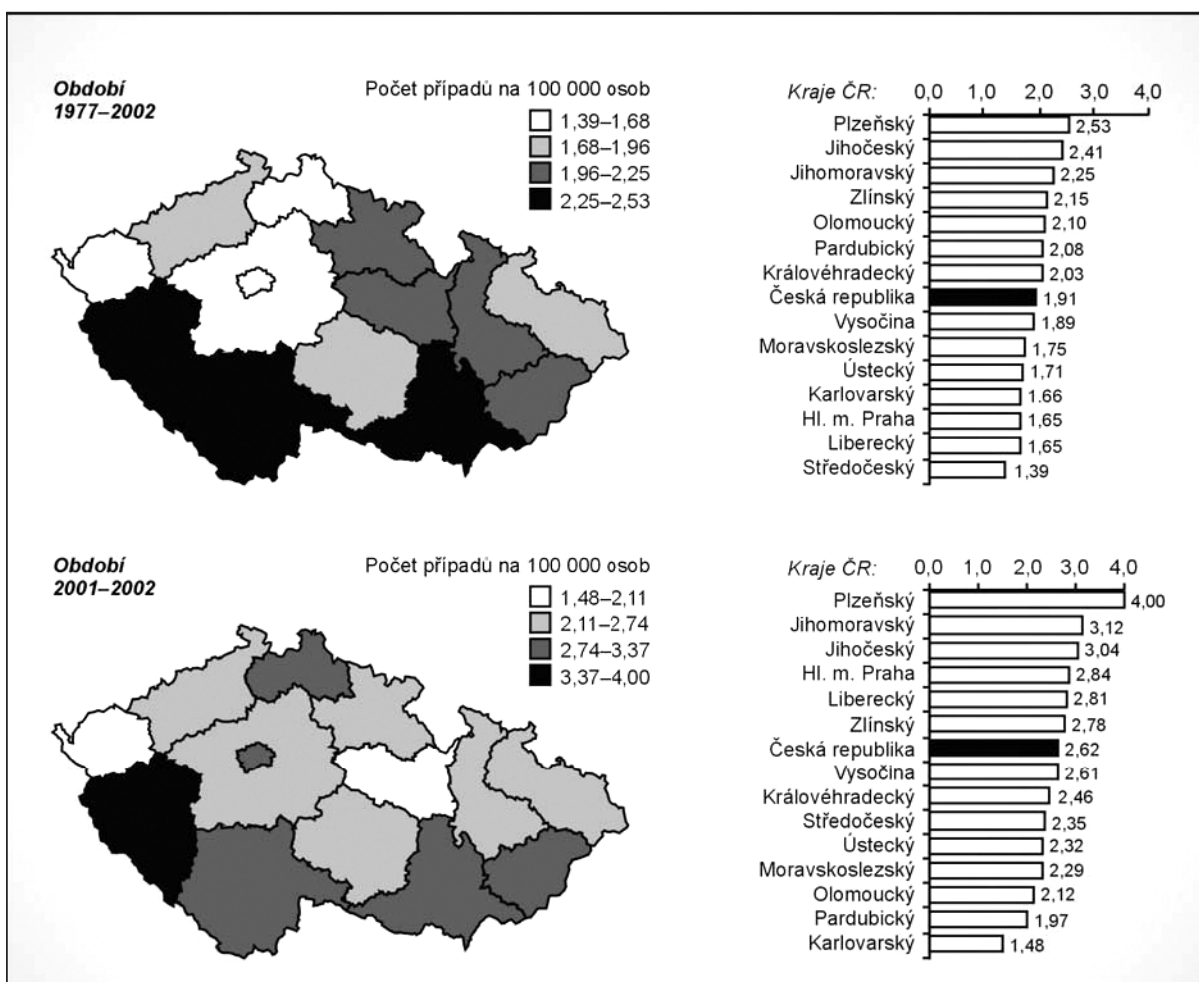 Období
1977–2002
Počet případů na 100 000 osob
1,39–1,68
1,68–1,96
1,96–2,25
2,25–2,53
Kraje ČR: 0,0 1,0 2,0 3,0 4,0
Plzeňský 2,53
Jihočeský 2,41
Jihomoravský 2,25
Zlínský 2,15
Olomoucký 2,10
Pardubický 2,08
Královéhradecký 2,03
Česká republika 1,91
Vysočina 1,89
Moravskoslezský 1,75
Ústecký 1,71
Karlovarský 1.66
Hl. m. Praha 1,65
Liberecký 1,65
Středočeský 1,39
Období
2001–2002
Počet případů na 100 000 osob
1,48–2,11
2,11–2,74
2,74–3,37
3,37–4,00
Kraje ČR: 0,0 1,0 2,0 3,0 4,0
Plzeňský 4,00
Jihomoravský 3,12
Jihočeský 3,04
Hl. m. Praha 2,84
Liberecký 2,81
Zlínský 2,78
Česká republika 2,62
Vysočina 2,61
Královéhradecký 2,46
Středočeský 2,35
Ústecký 2,32
Moravskoslezský 2,29
Olomoucký 2,12
Pardubický 1,97
Karlovarský 1,48